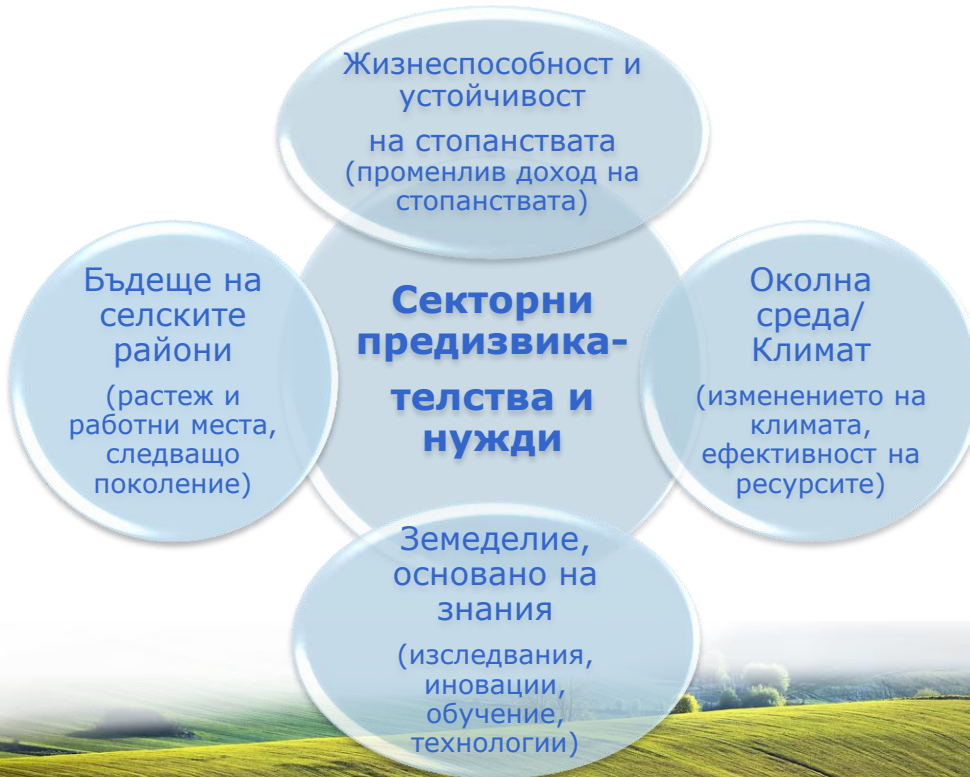 Жизнеспособност и
устойчивост
на стопанствата
(променлив доход на
стопанствата)
Бъдеще на
селските
райони
(растеж и
работни места,
следващо
поколение)
Секторни
предизвика-
телства и
нужди
Околна
среда/
Климат
(изменението на
климата,
ефективност на
ресурсите)
Земеделие,
основано на
знания
(изследвания,
иновации,
обучение,
технологии)